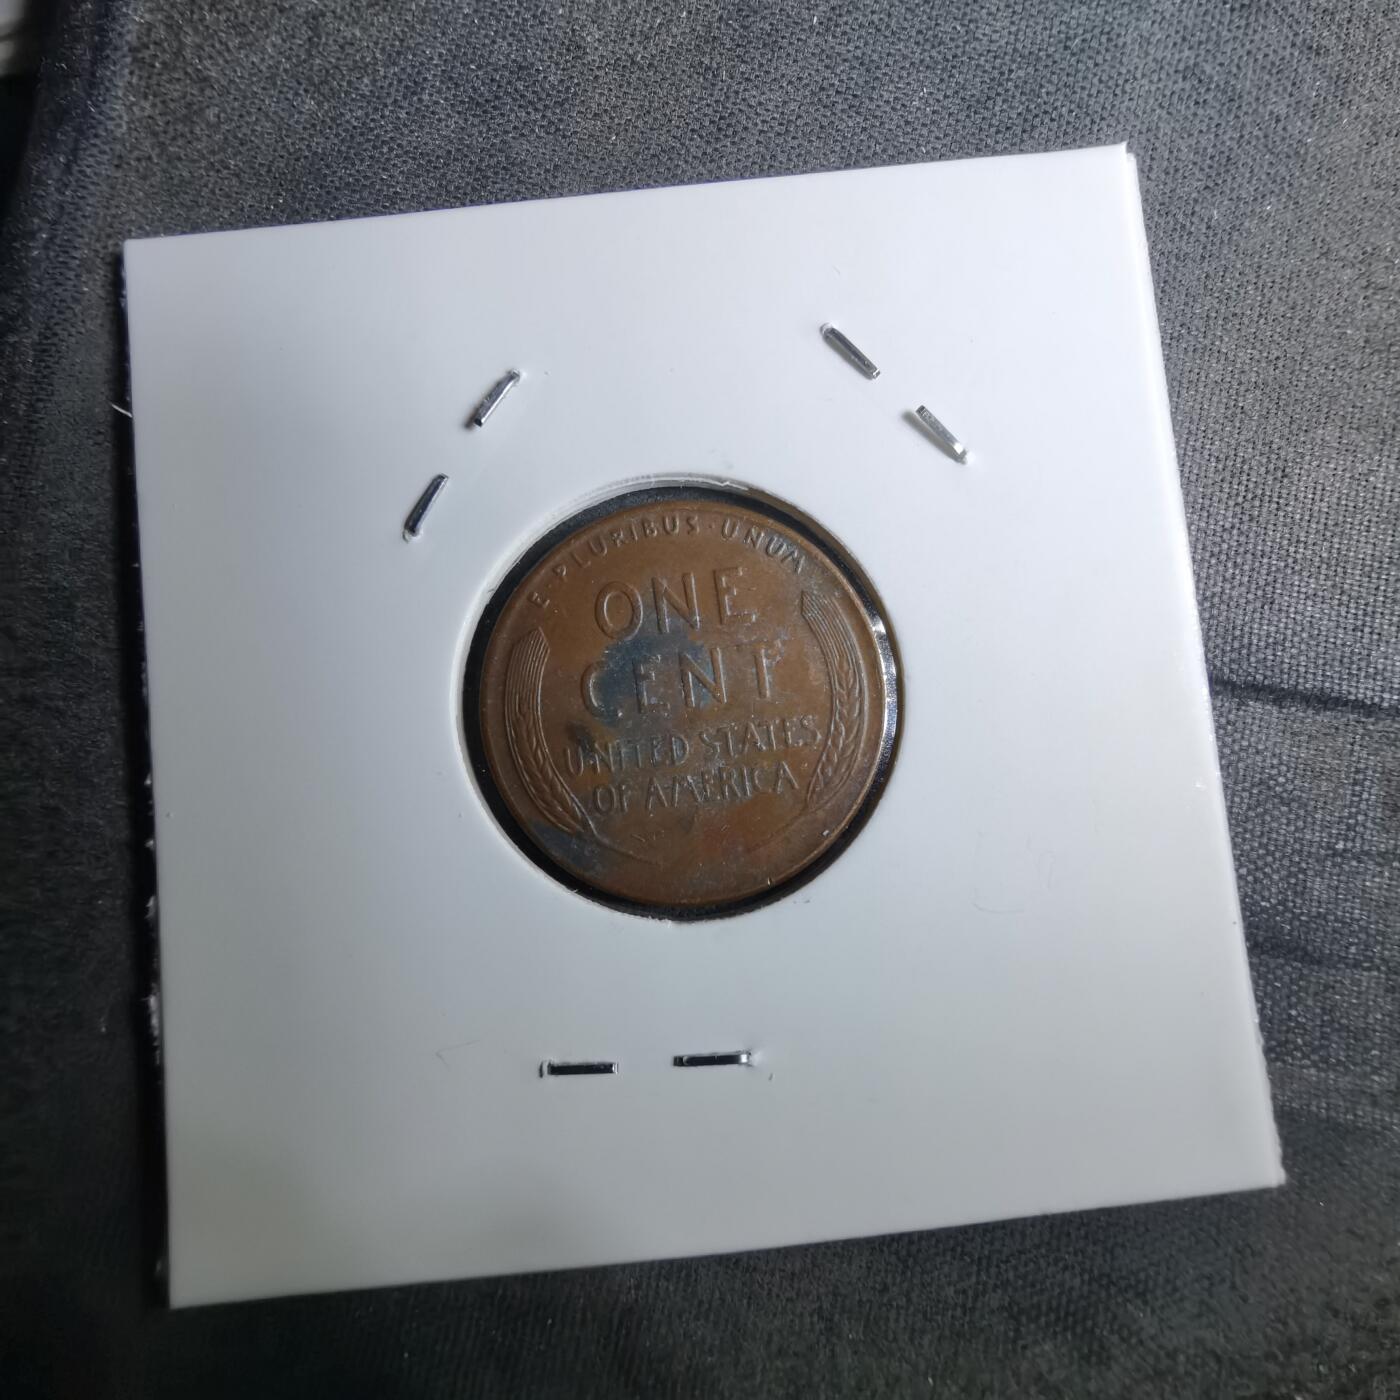 E·PLURIBUS·UNUM
ONE
CENT
UNITED STATES
OF AMERICA